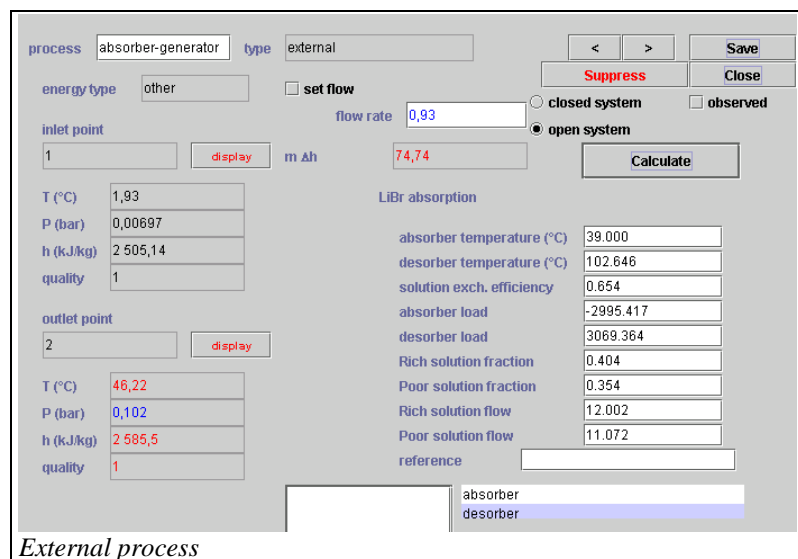 process absorber-generator type external < > Save
Suppress Close
energy type other set flow closed system observed
flow rate 0,93
inlet point open system
1 display m Δh 74,74 Calculate
T (°C) 1,93 LiBr absorption
P (bar) 0,00697
absorber temperature (°C) 39.000
h (kJ/kg) 2 505,14
desorber temperature (°C) 102.646
quality 1
solution exch. efficiency 0.654
absorber load -2995.417
outlet point
desorber load 3069.364
2 display
Rich solution fraction 0.404
T (°C) 46,22
Poor solution fraction 0.354
P (bar) 0,102
Rich solution flow 12.002
h (kJ/kg) 2 585,5
Poor solution flow 11.072
quality 1
reference
absorber
desorber
External process